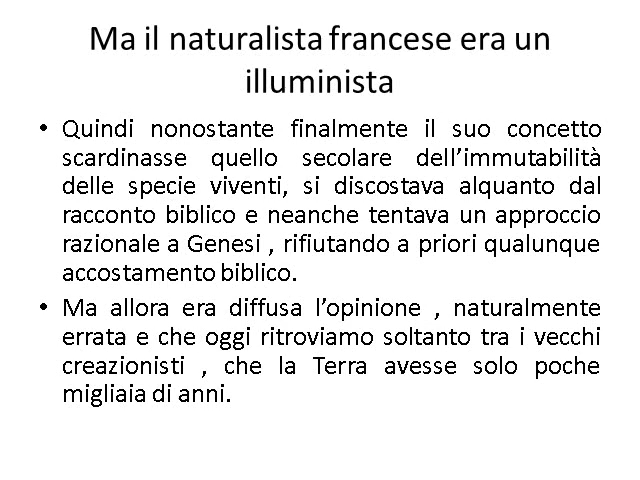 Ma il naturalista francese era un
illuminista
• Quindi nonostante finalmente il suo concetto
scardinasse quello secolare dell’immutabilità
delle specie viventi, si discostava alquanto dal
racconto biblico e neanche tentava un approccio
razionale a Genesi , rifiutando a priori qualunque
accostamento biblico.
• Ma allora era diffusa l’opinione , naturalmente
errata e che oggi ritroviamo soltanto tra i vecchi
creazionisti , che la Terra avesse solo poche
migliaia di anni.